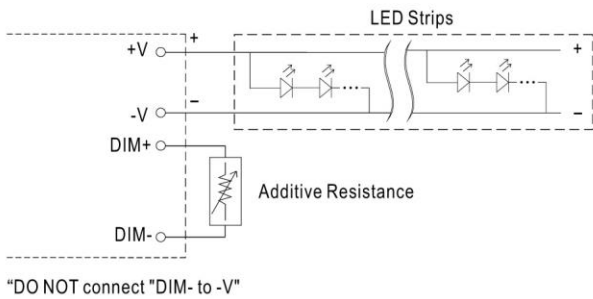 LED Strips
+V
+
+
-V
−
−
DIM+
Additive Resistance
DIM-
“DO NOT connect "DIM- to -V"